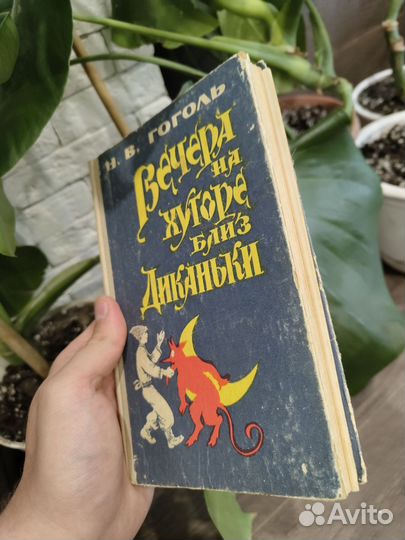 Н. В. ГОГОЛЬ
ВЕЧЕРА
НА
ХУТОРЕ
БЛИЗ
ДИКАНЬКИ
Avito